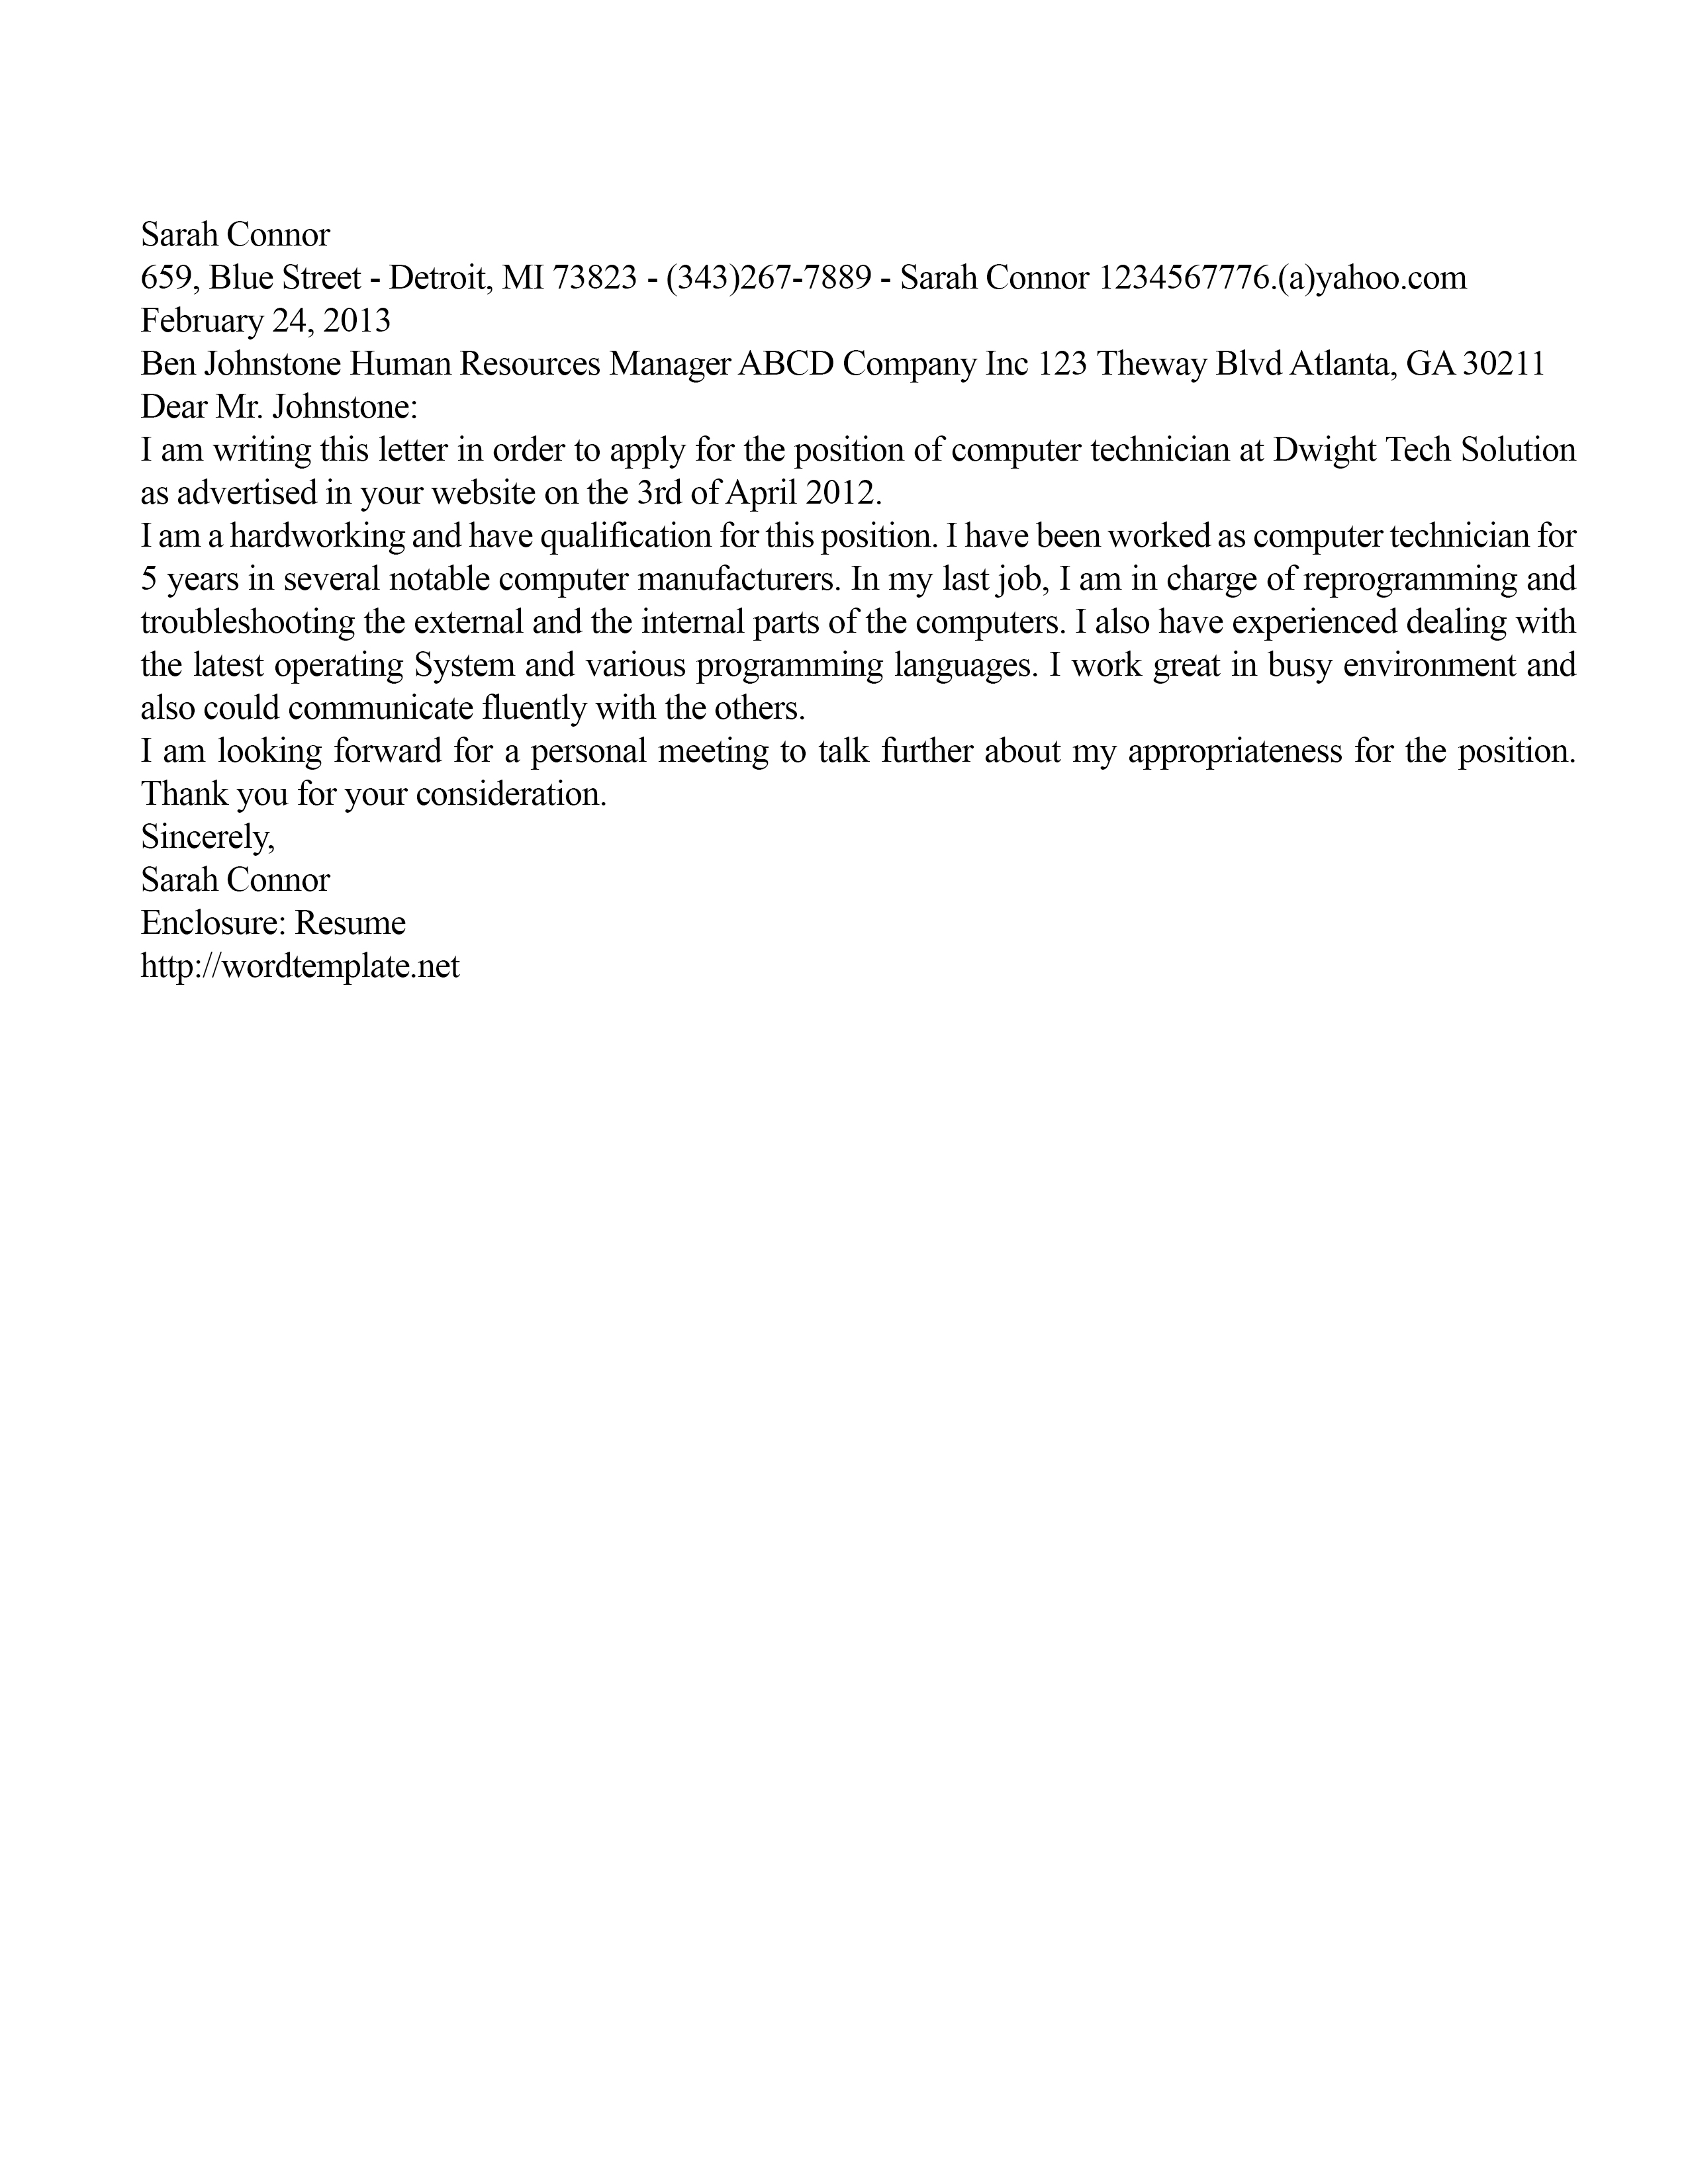 Sarah Connor
659, Blue Street - Detroit, MI 73823 - (343)267-7889 - Sarah Connor 1234567776.(a)yahoo.com
February 24, 2013
Ben Johnstone Human Resources Manager ABCD Company Inc 123 Theway Blvd Atlanta, GA 30211
Dear Mr. Johnstone:
I am writing this letter in order to apply for the position of computer technician at Dwight Tech Solution
as advertised in your website on the 3rd of April 2012.
I am a hardworking and have qualification for this position. I have been worked as computer technician for
5 years in several notable computer manufacturers. In my last job, I am in charge of reprogramming and
troubleshooting the external and the internal parts of the computers. I also have experienced dealing with
the latest operating System and various programming languages. I work great in busy environment and
also could communicate fluently with the others.
I am looking forward for a personal meeting to talk further about my appropriateness for the position.
Thank you for your consideration.
Sincerely,
Sarah Connor
Enclosure: Resume
http://wordtemplate.net